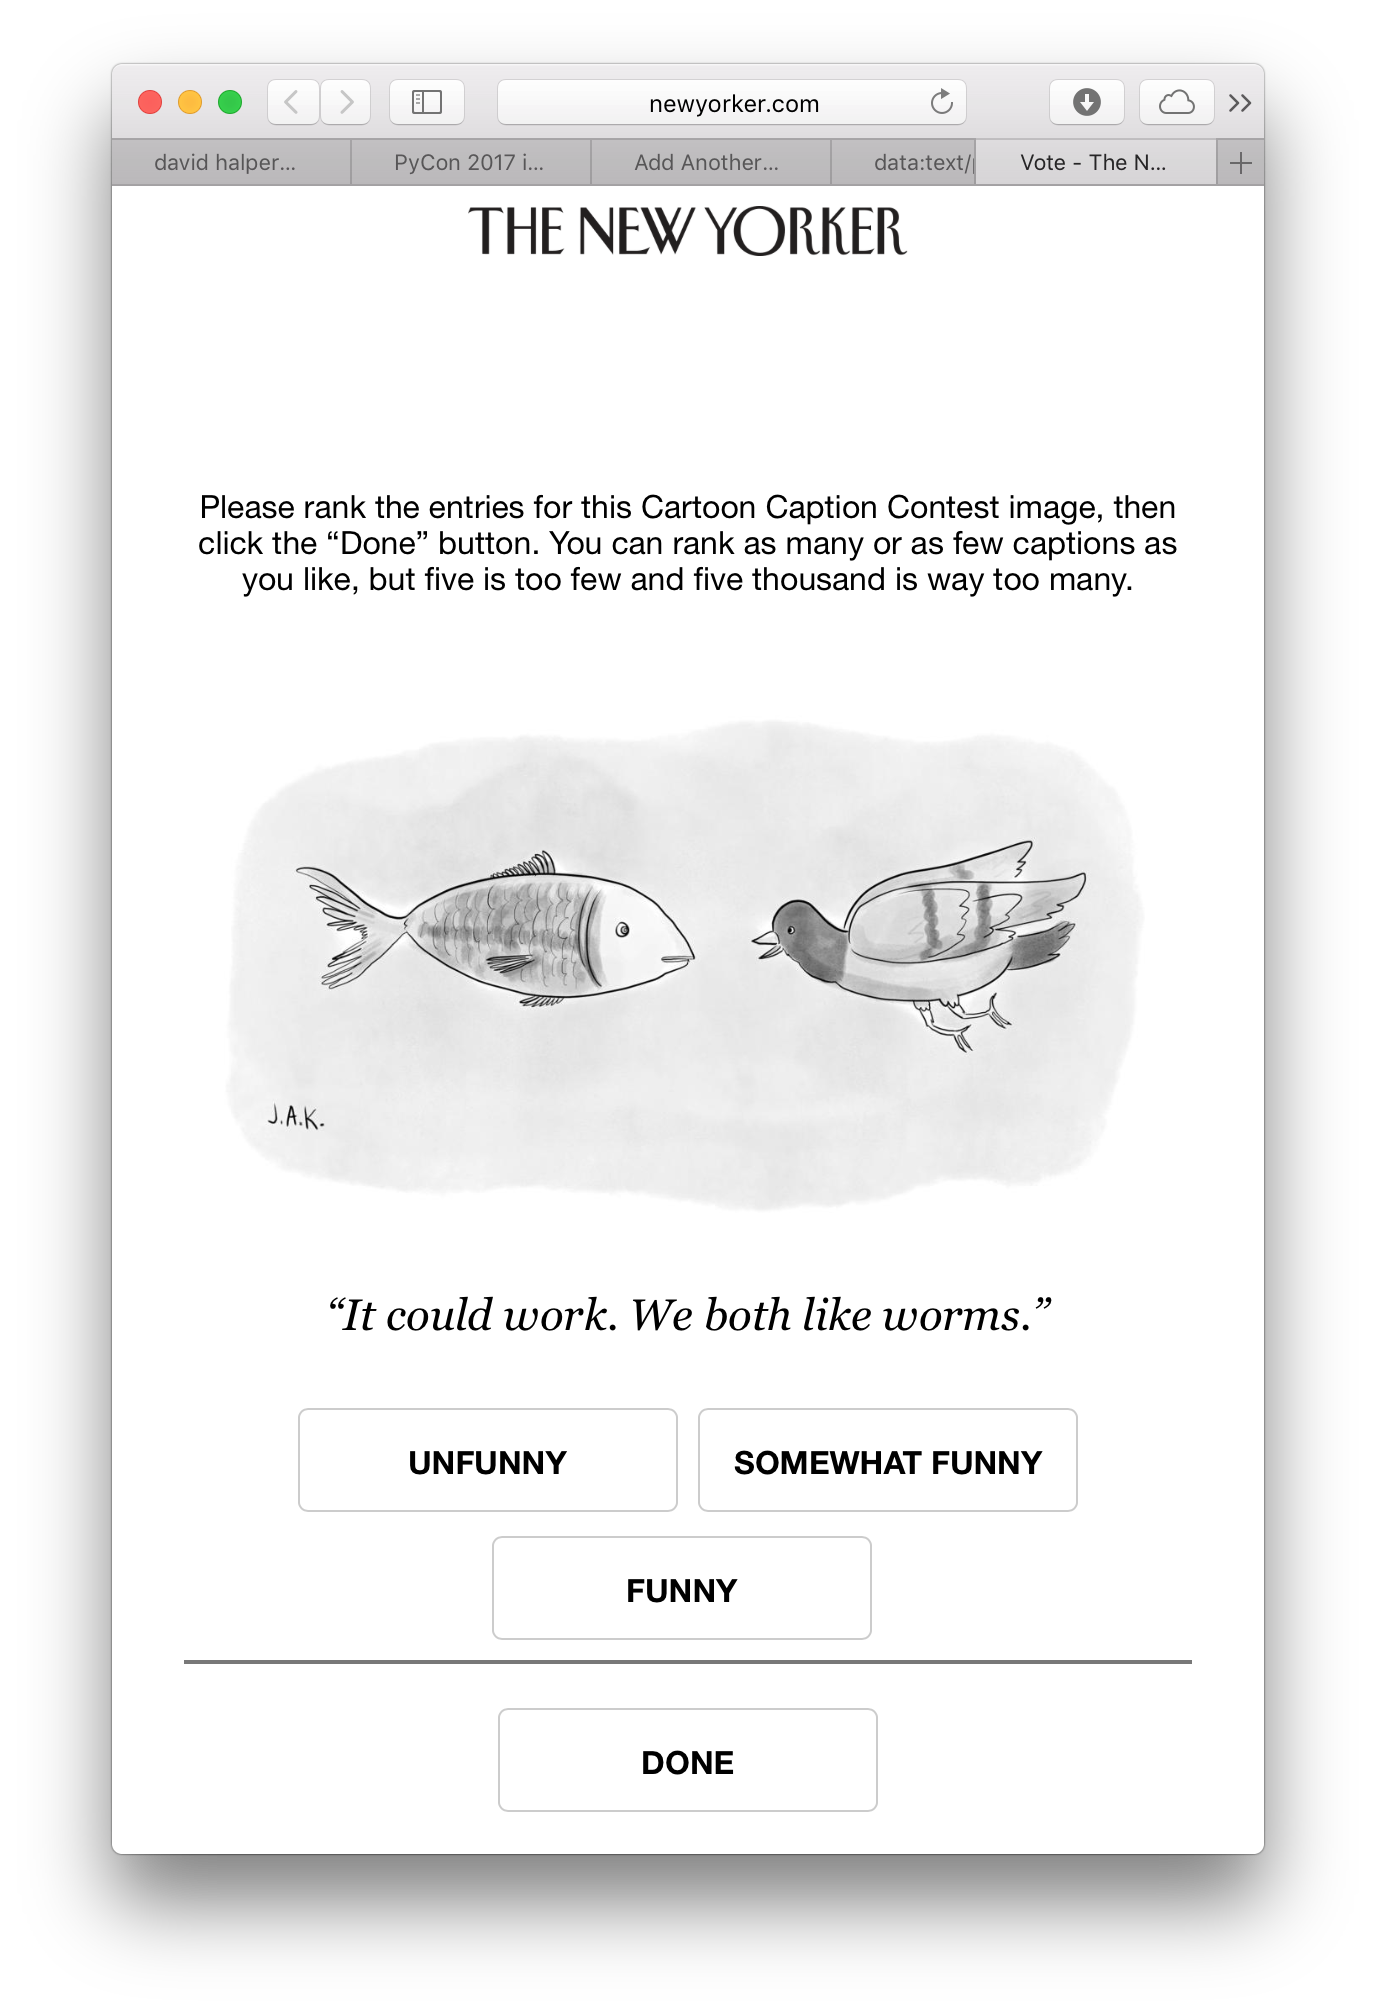 newyorker.com
david halper...
PyCon 2017 i...
Add Another...
data:text/
Vote - The N...
THE NEW YORKER
Please rank the entries for this Cartoon Caption Contest image, then
click the “Done” button. You can rank as many or as few captions as
you like, but five is too few and five thousand is way too many.
J.A.K.
“It could work. We both like worms.”
UNFUNNY
SOMEWHAT FUNNY
FUNNY
DONE